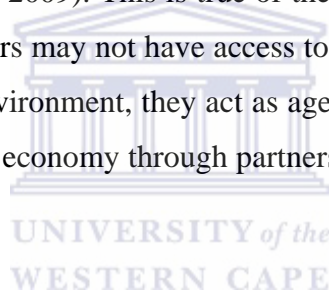 2009). This is true of the
rs may not have access to
vironment, they act as age
economy through partners
UNIVERSITY of the
WESTERN CAPE